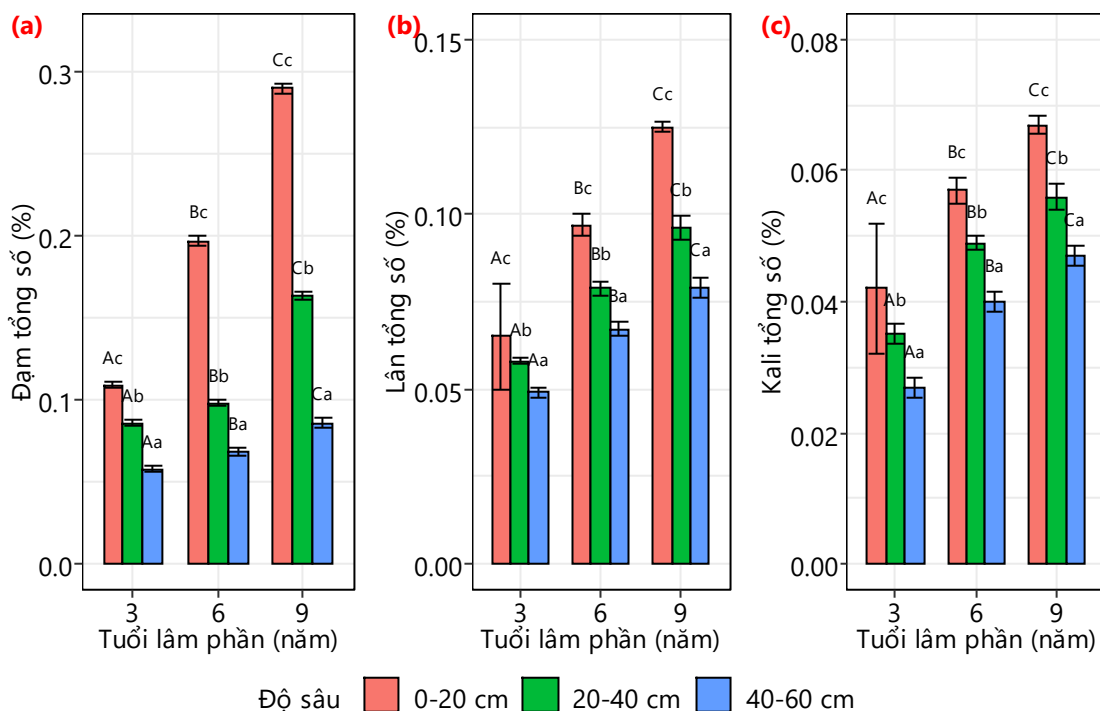 (a)
Đạm tổng số (%)
0.3
0.2
0.1
0.0
Ac
Ab
Aa
Bc
Bb
Ba
Cc
Cb
Ca
3
6
9
Tuổi lâm phần (năm)
(b)
Lân tổng số (%)
0.15
0.10
0.05
0.00
Ac
Ab
Aa
Bc
Bb
Ba
Cc
Cb
Ca
3
6
9
Tuổi lâm phần (năm)
(c)
Kali tổng số (%)
0.08
0.06
0.04
0.02
0.00
Ac
Ab
Aa
Bc
Bb
Ba
Cc
Cb
Ca
3
6
9
Tuổi lâm phần (năm)
Độ sâu 0-20 cm 20-40 cm 40-60 cm